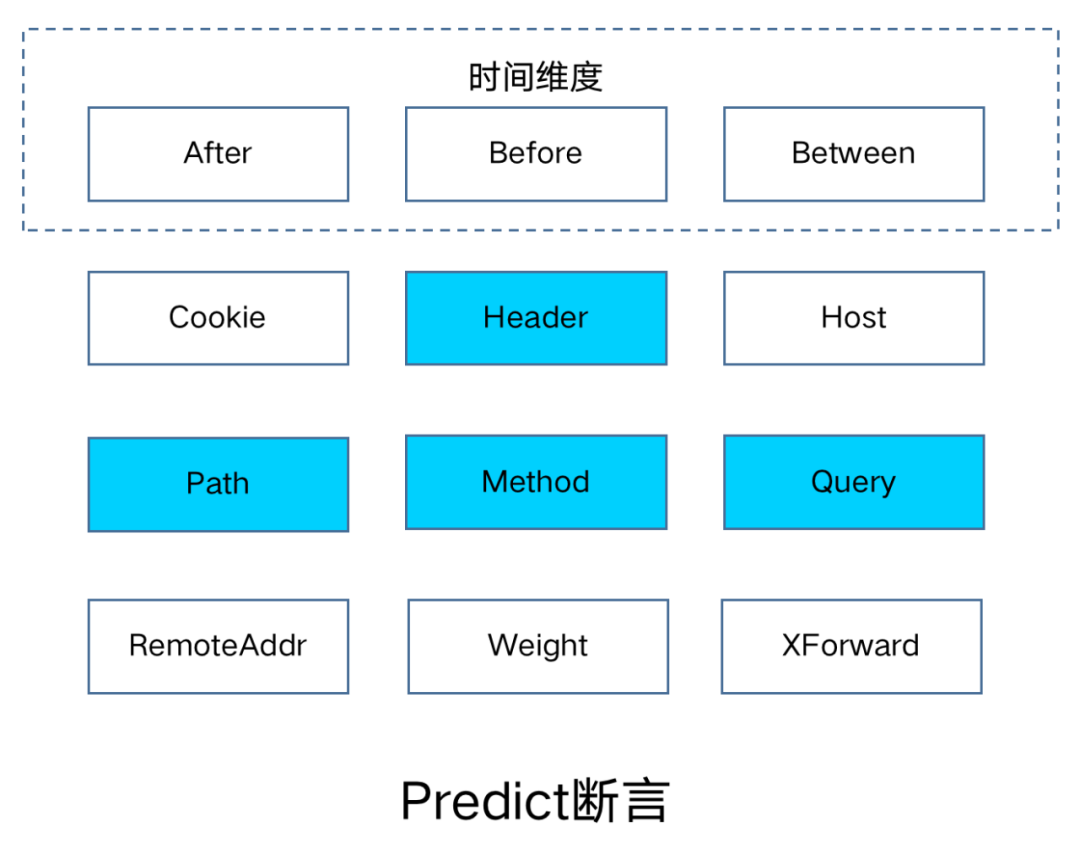 时间维度
After
Before
Between
Cookie
Header
Host
Path
Method
Query
RemoteAddr
Weight
XForward
Predict断言